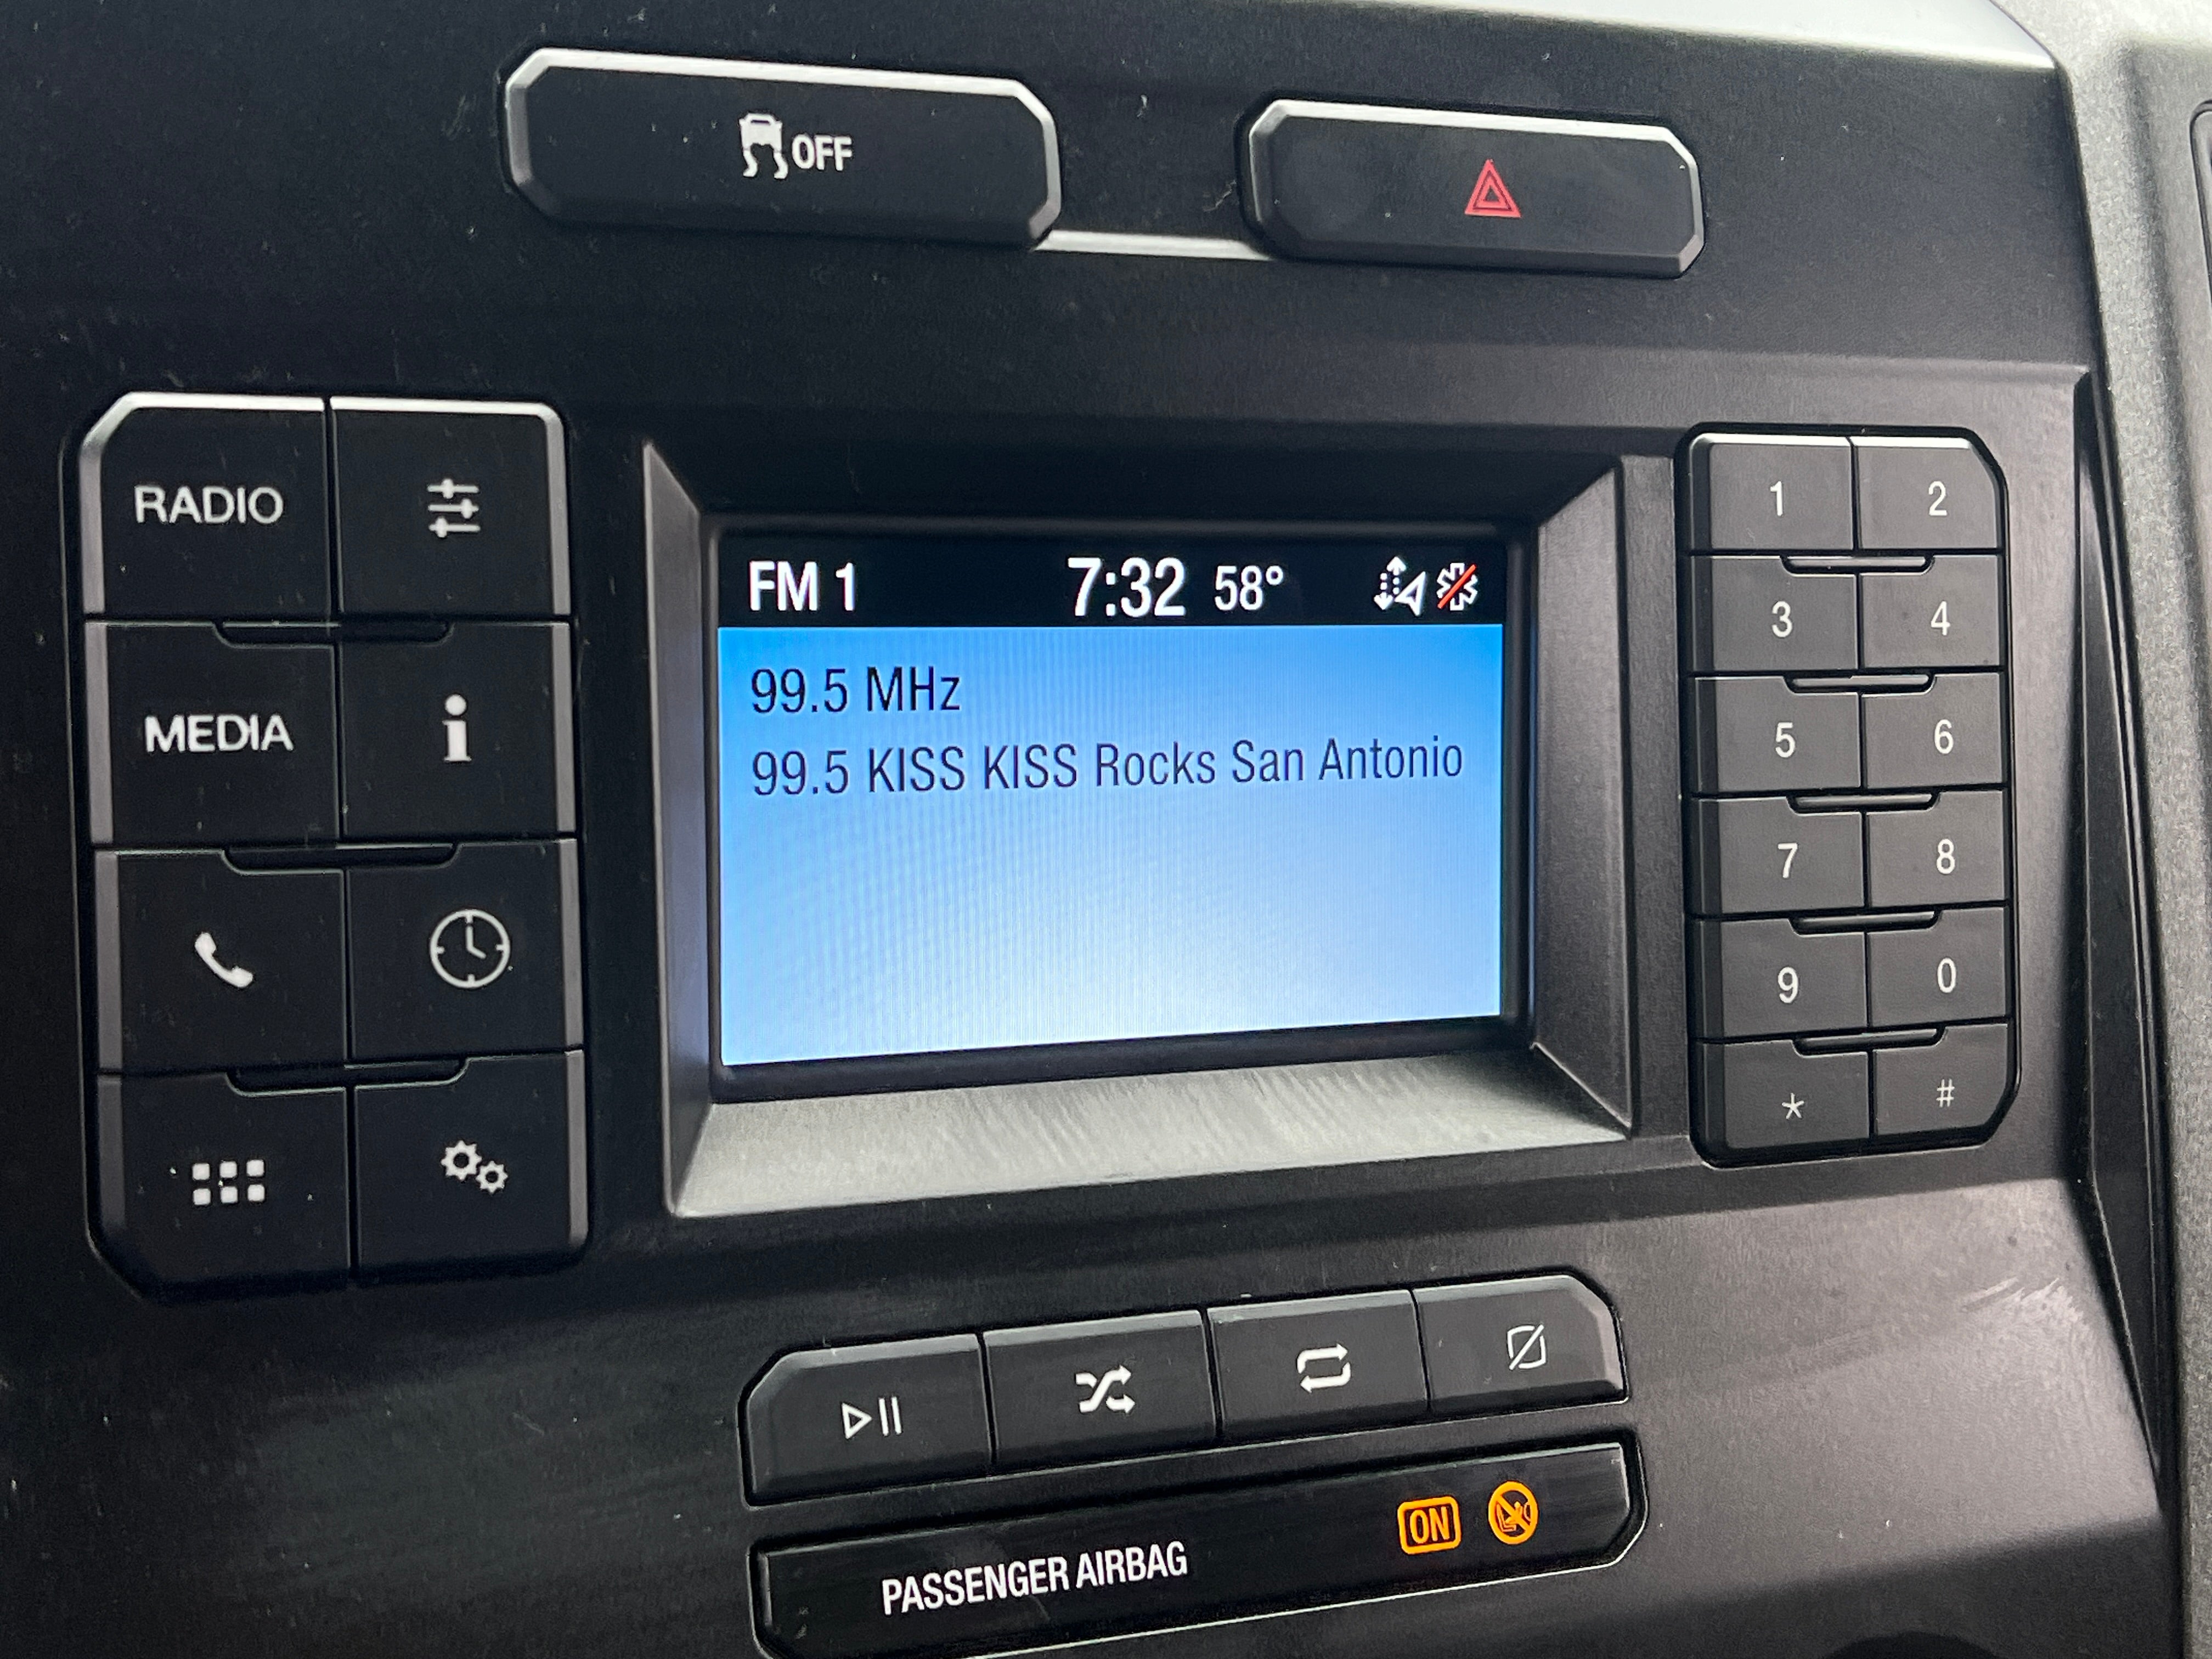 OFF
RADIO
MEDIA
FM 1 7:32 58°
99.5 MHz
99.5 KISS KISS Rocks San Antonio
1 2
3 4
5 6
7 8
9 0
* #
PASSENGER AIRBAG ON